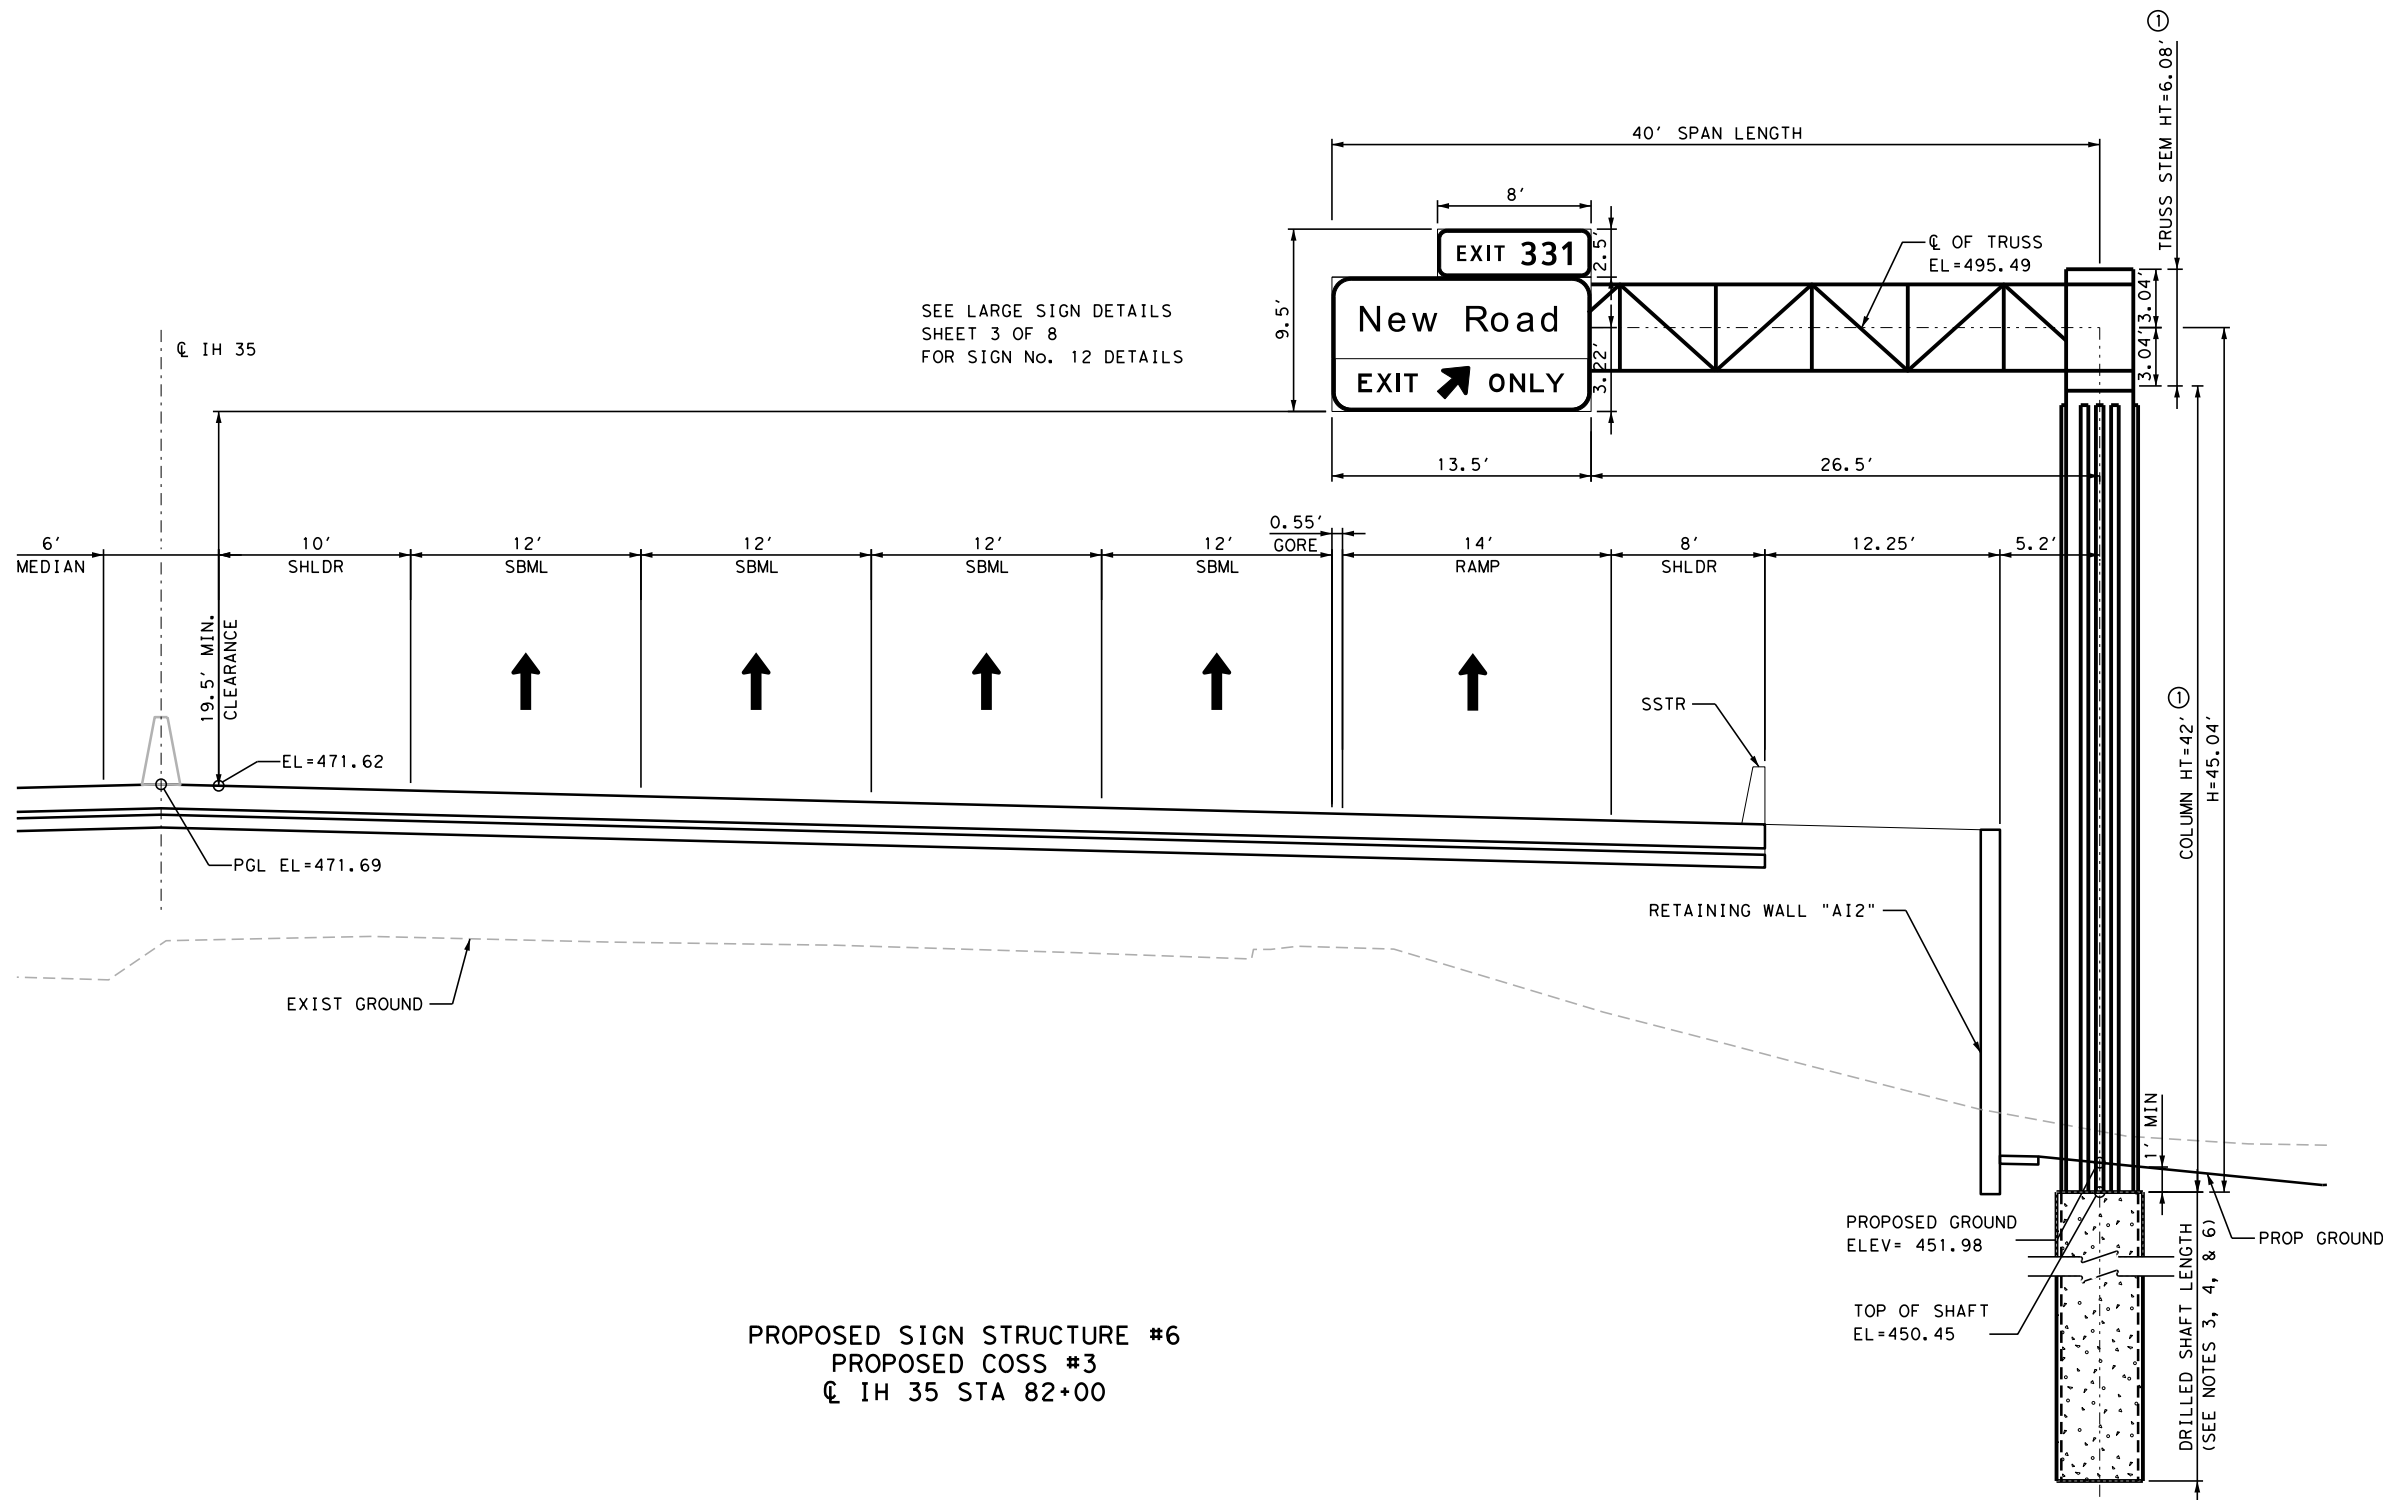 ①
TRUSS STEM HT=6.08'
40' SPAN LENGTH
8'
EXIT 331
2.5'
℄ OF TRUSS
EL=495.49
3.04'
3.04'
9.5'
New Road
3.22'
EXIT ONLY
SEE LARGE SIGN DETAILS
SHEET 3 OF 8
FOR SIGN No. 12 DETAILS
℄ IH 35
13.5'
26.5'
6'
MEDIAN
10'
SHLDR
12'
SBML
12'
SBML
12'
SBML
12'
SBML
0.55'
GORE
14'
RAMP
8'
SHLDR
12.25'
5.2'
19.5' MIN.
CLEARANCE
SSTR
COLUMN HT=42' ①
H=45.04'
EL=471.62
PGL EL=471.69
RETAINING WALL "AI2"
EXIST GROUND
1' MIN
PROPOSED GROUND
ELEV= 451.98
PROP GROUND
TOP OF SHAFT
EL=450.45
DRILLED SHAFT LENGTH
(SEE NOTES 3, 4, & 6)
PROPOSED SIGN STRUCTURE #6
PROPOSED COSS #3
℄ IH 35 STA 82+00